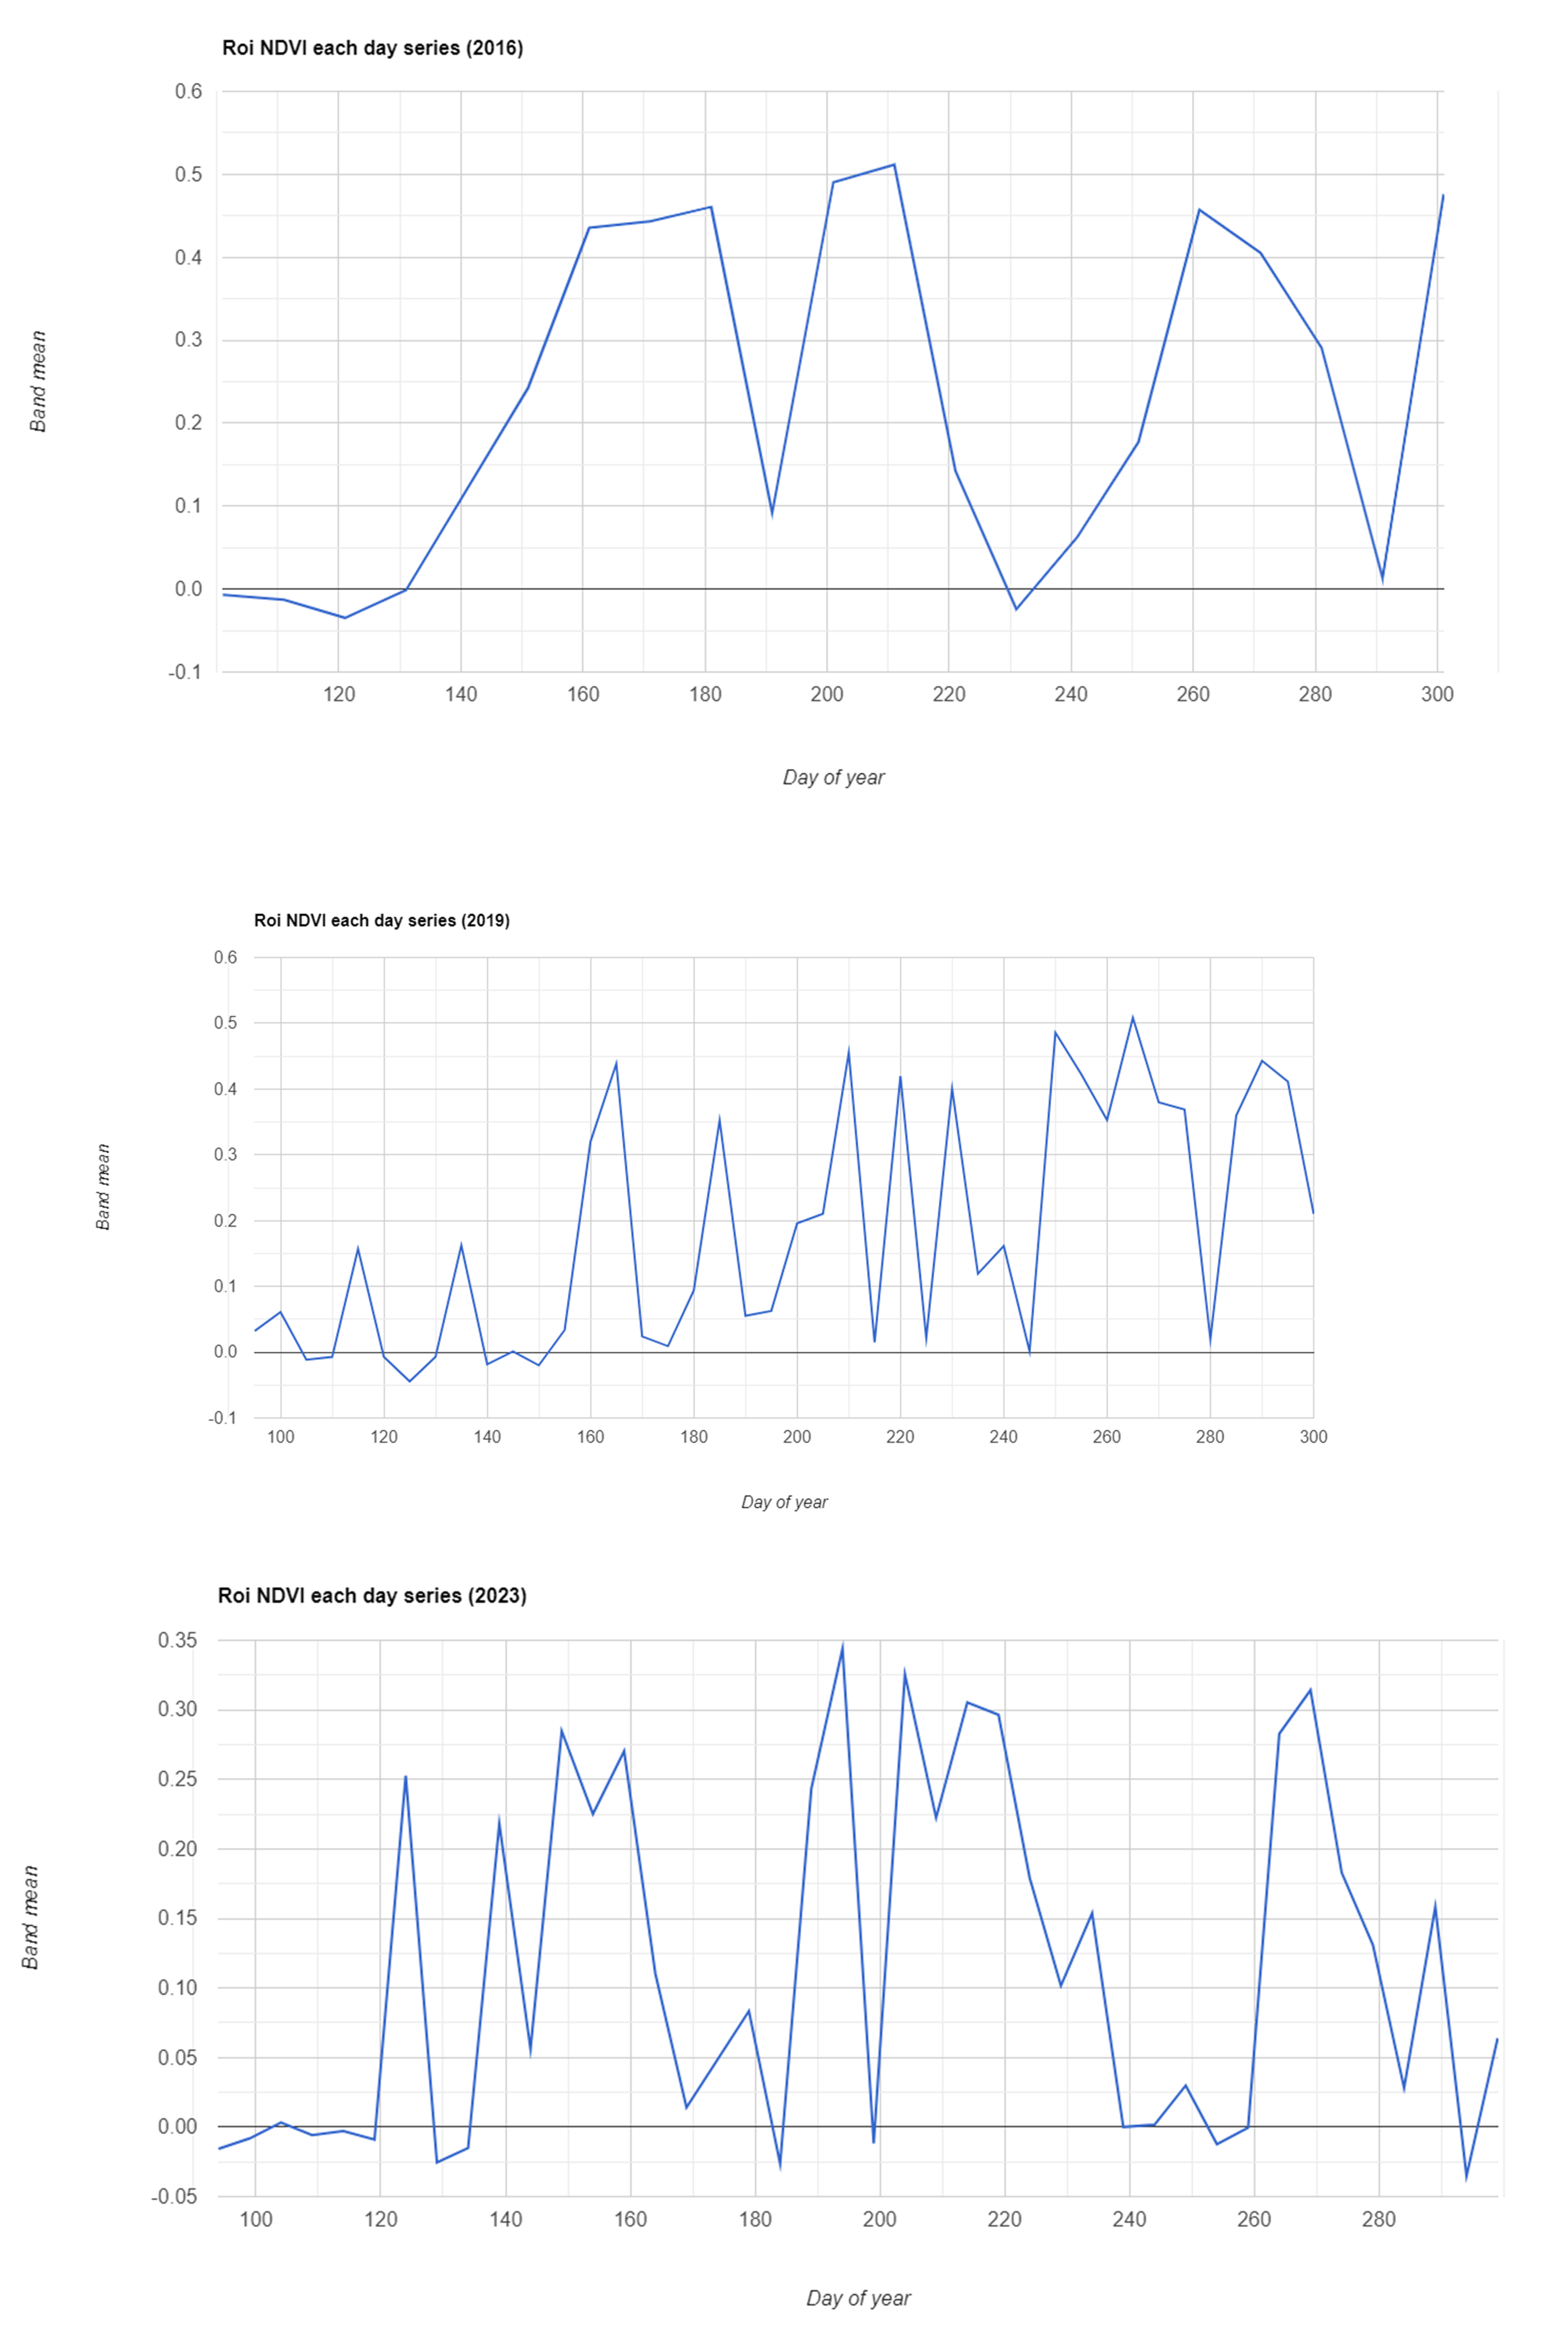 Roi NDVI each day series (2016)
0.6
0.5
0.4
0.3
0.2
0.1
0.0
-0.1
Band mean
120 140 160 180 200 220 240 260 280 300
Day of year
Roi NDVI each day series (2019)
0.6
0.5
0.4
0.3
0.2
0.1
0.0
-0.1
Band mean
100 120 140 160 180 200 220 240 260 280 300
Day of year
Roi NDVI each day series (2023)
0.35
0.30
0.25
0.20
0.15
0.10
0.05
0.00
-0.05
Band mean
100 120 140 160 180 200 220 240 260 280
Day of year